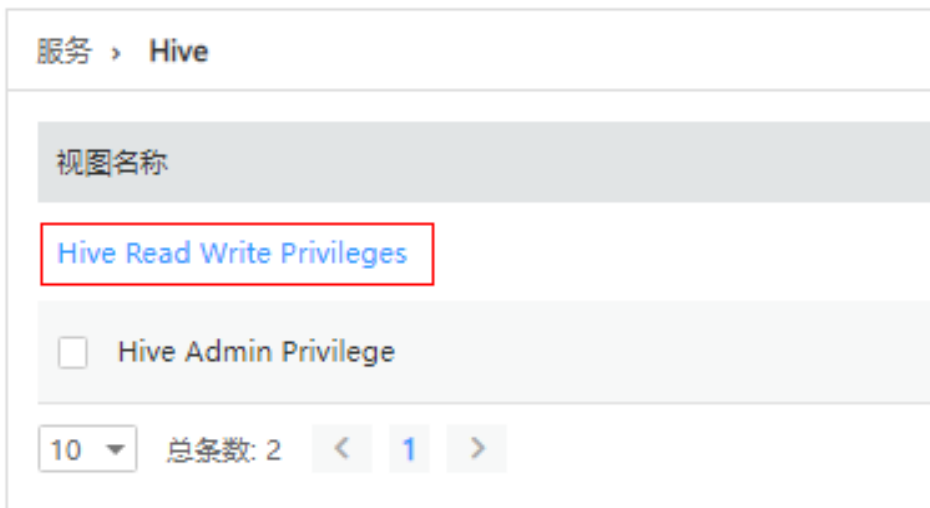 服务 › Hive
视图名称
Hive Read Write Privileges
Hive Admin Privilege
10 总条数: 2 < 1 >